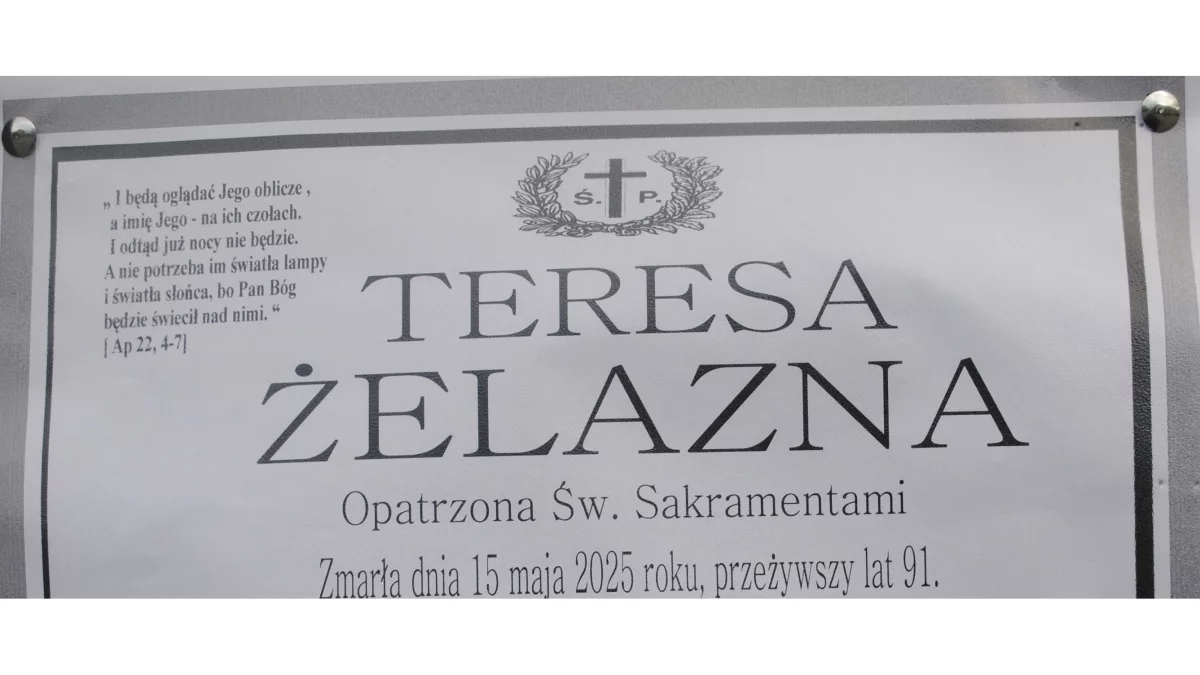 „ I będą oglądać Jego oblicze ,
a imię Jego - na ich czołach.
I odtąd już nocy nie będzie.
A nie potrzeba im światła lampy
i światła słońca, bo Pan Bóg
będzie świecił nad nimi. “
[ Ap 22, 4-7]
Ś. P.
TERESA
ŻELAZNA
Opatrzona Św. Sakramentami
Zmarła dnia 15 maja 2025 roku, przeżywszy lat 91.